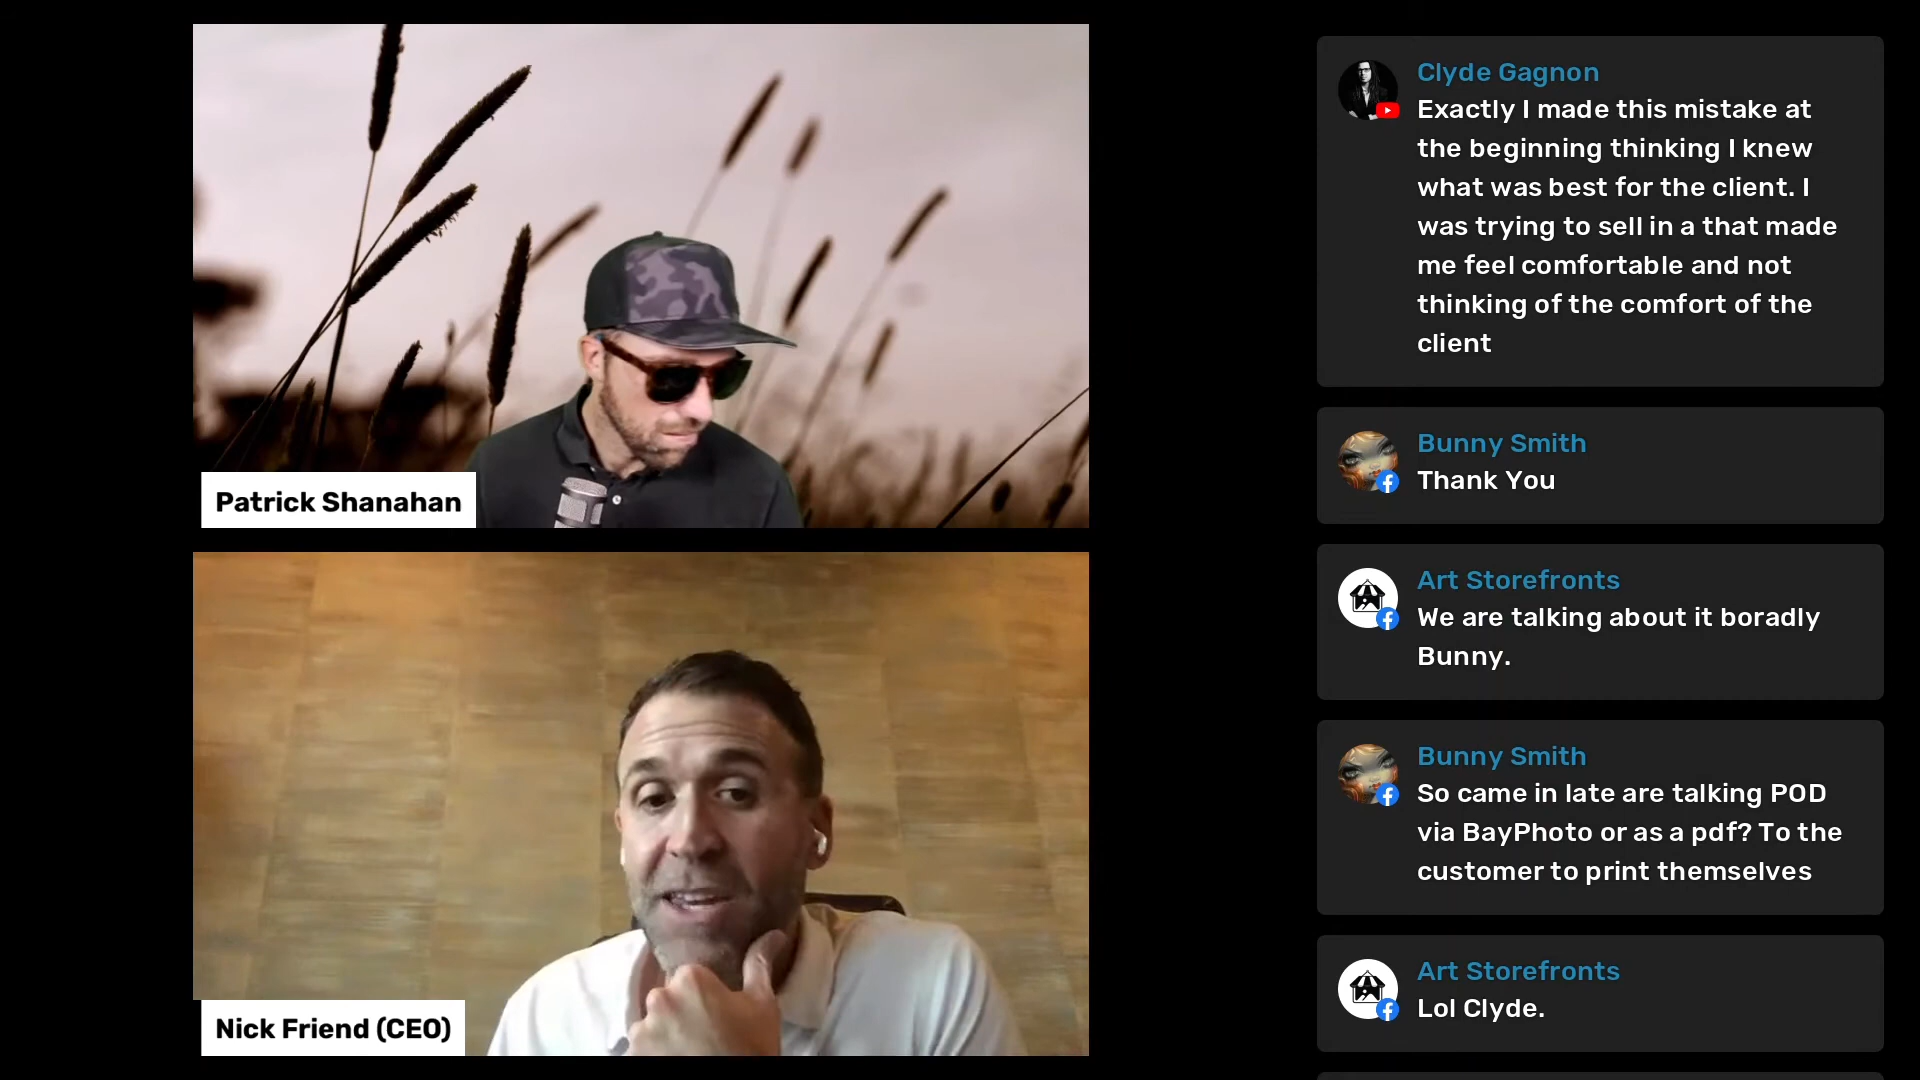 Patrick Shanahan
Nick Friend (CEO)
Clyde Gagnon
Exactly I made this mistake at
the beginning thinking I knew
what was best for the client. I
was trying to sell in a that made
me feel comfortable and not
thinking of the comfort of the
client
Bunny Smith
Thank You
Art Storefronts
We are talking about it boradly
Bunny.
Bunny Smith
So came in late are talking POD
via BayPhoto or as a pdf? To the
customer to print themselves
Art Storefronts
Lol Clyde.